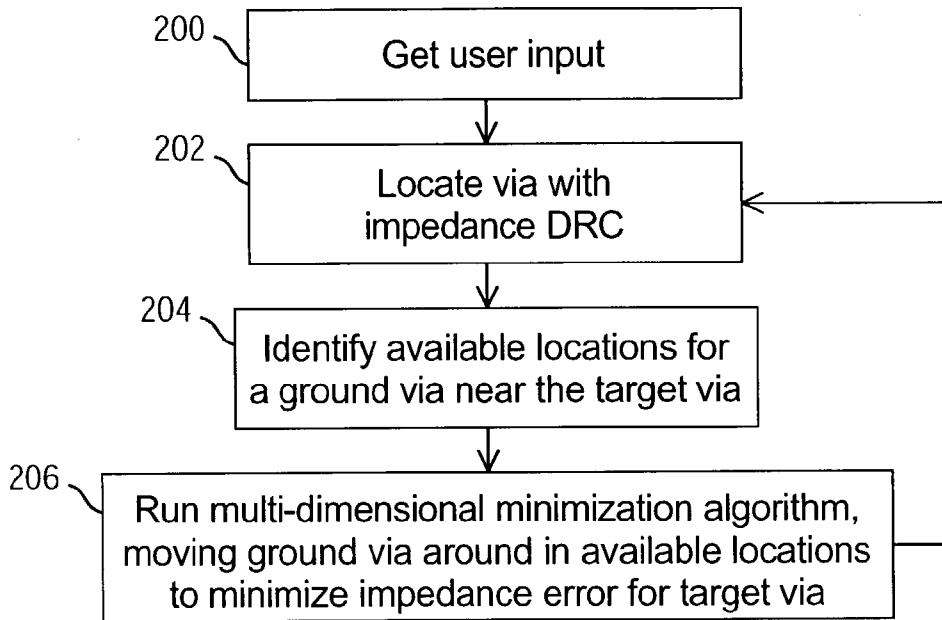 200
Get user input
202
Locate via with
impedance DRC
204
Identify available locations for
a ground via near the target via
206
Run multi-dimensional minimization algorithm,
moving ground via around in available locations
to minimize impedance error for target via